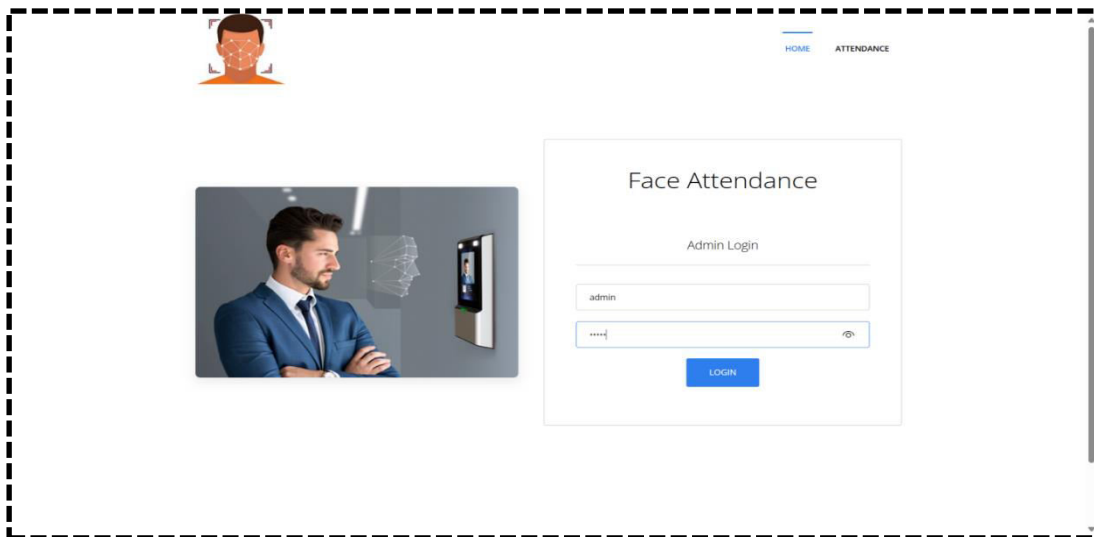 HOME ATTENDANCE
Face Attendance
Admin Login
admin
•••••
LOGIN